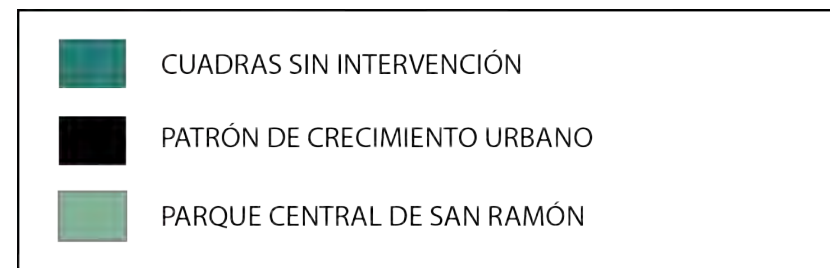 CUADRAS SIN INTERVENCIÓN
PATRÓN DE CRECIMIENTO URBANO
PARQUE CENTRAL DE SAN RAMÓN